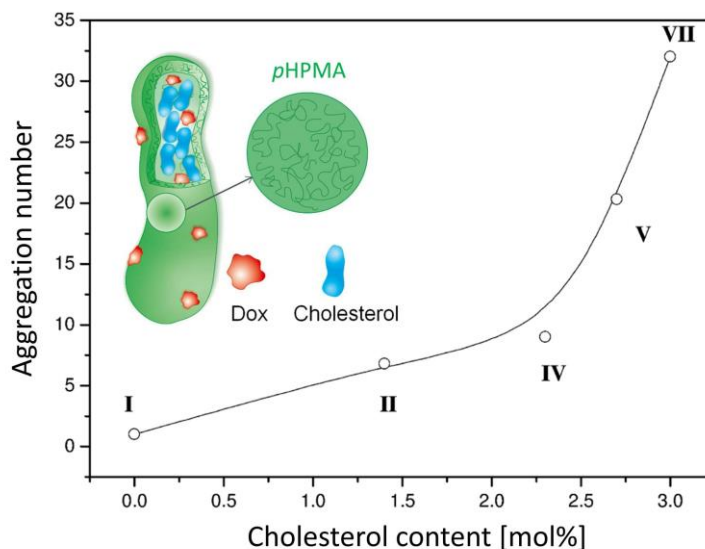 35
VII
pHPMA
30
25
20
V
15
Dox
Cholesterol
10
IV
5
I
II
0
0.0 0.5 1.0 1.5 2.0 2.5 3.0
Cholesterol content [mol%]
Aggregation number